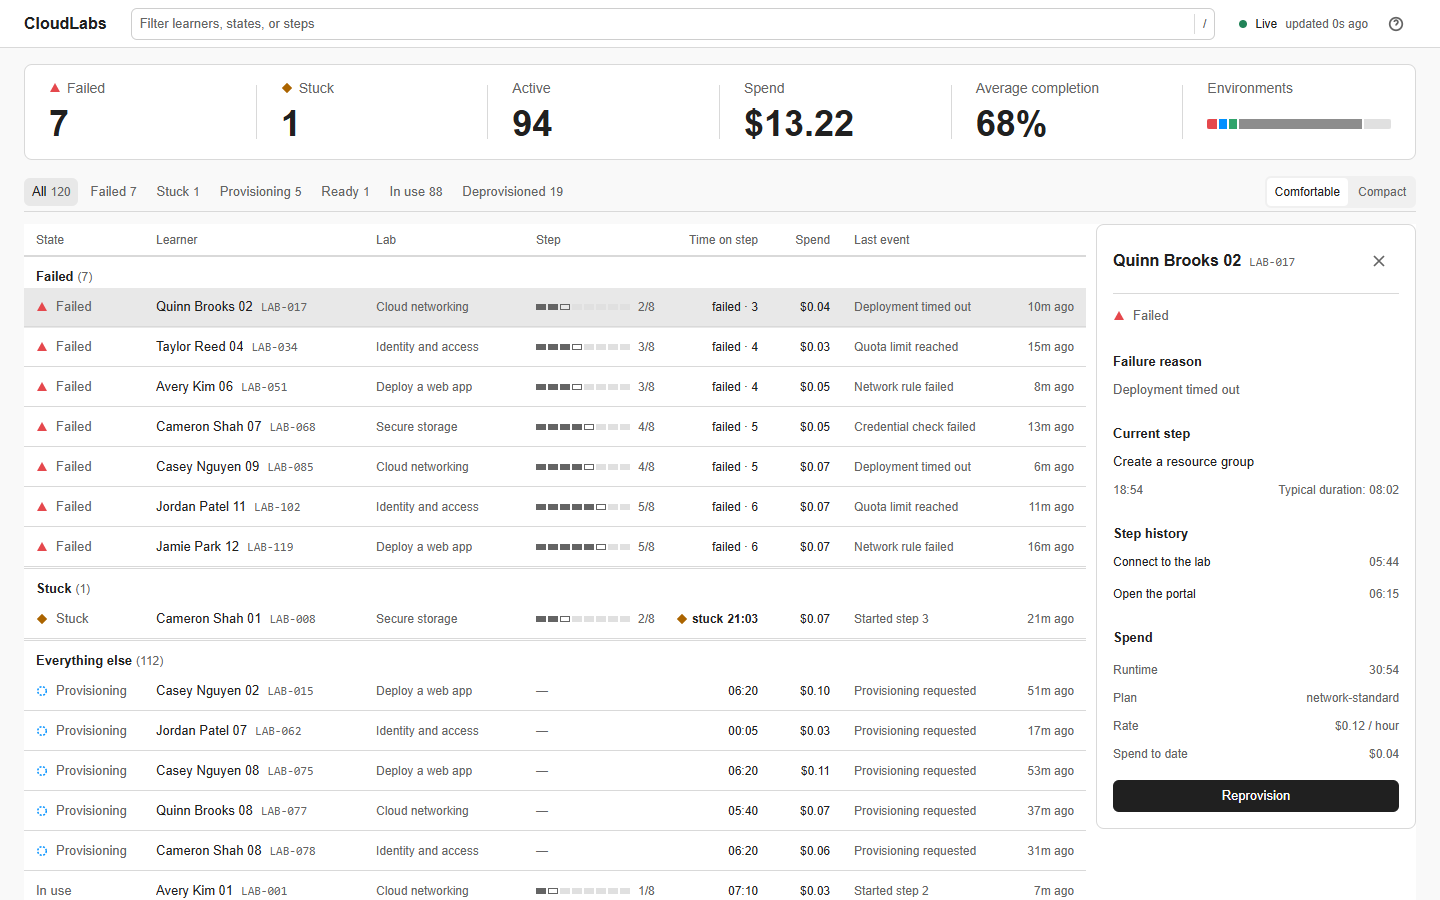 CloudLabs
Filter learners, states, or steps /
Live updated 0s ago
Failed
7
Stuck
1
Active
94
Spend
$13.22
Average completion
68%
Environments
All 120 Failed 7 Stuck 1 Provisioning 5 Ready 1 In use 88 Deprovisioned 19
Comfortable Compact
State Learner Lab Step Time on step Spend Last event
Failed (7)
Failed Quinn Brooks 02 LAB-017 Cloud networking 2/8 failed · 3 $0.04 Deployment timed out 10m ago
Failed Taylor Reed 04 LAB-034 Identity and access 3/8 failed · 4 $0.03 Quota limit reached 15m ago
Failed Avery Kim 06 LAB-051 Deploy a web app 3/8 failed · 4 $0.05 Network rule failed 8m ago
Failed Cameron Shah 07 LAB-068 Secure storage 4/8 failed · 5 $0.05 Credential check failed 13m ago
Failed Casey Nguyen 09 LAB-085 Cloud networking 4/8 failed · 5 $0.07 Deployment timed out 6m ago
Failed Jordan Patel 11 LAB-102 Identity and access 5/8 failed · 6 $0.07 Quota limit reached 11m ago
Failed Jamie Park 12 LAB-119 Deploy a web app 5/8 failed · 6 $0.07 Network rule failed 16m ago
Stuck (1)
Stuck Cameron Shah 01 LAB-008 Secure storage 2/8 stuck 21:03 $0.07 Started step 3 21m ago
Everything else (112)
Provisioning Casey Nguyen 02 LAB-015 Deploy a web app — 06:20 $0.10 Provisioning requested 51m ago
Provisioning Jordan Patel 07 LAB-062 Identity and access — 00:05 $0.03 Provisioning requested 17m ago
Provisioning Casey Nguyen 08 LAB-075 Deploy a web app — 06:20 $0.11 Provisioning requested 53m ago
Provisioning Quinn Brooks 08 LAB-077 Cloud networking — 05:40 $0.07 Provisioning requested 37m ago
Provisioning Cameron Shah 08 LAB-078 Identity and access — 06:20 $0.06 Provisioning requested 31m ago
In use Avery Kim 01 LAB-001 Cloud networking 1/8 07:10 $0.03 Started step 2 7m ago
Quinn Brooks 02 LAB-017
Failed
Failure reason
Deployment timed out
Current step
Create a resource group
18:54 Typical duration: 08:02
Step history
Connect to the lab 05:44
Open the portal 06:15
Spend
Runtime 30:54
Plan network-standard
Rate $0.12 / hour
Spend to date $0.04
Reprovision